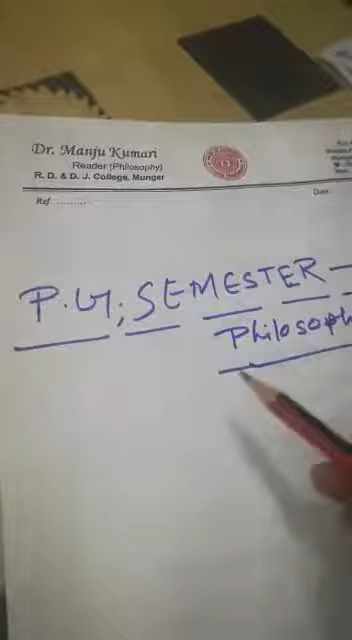 Dr. Manju Kumari
Reader (Philosophy)
R. D. & D. J. College, Munger
Ref ..........
Date
P.G; SEMESTER –
Philosoph